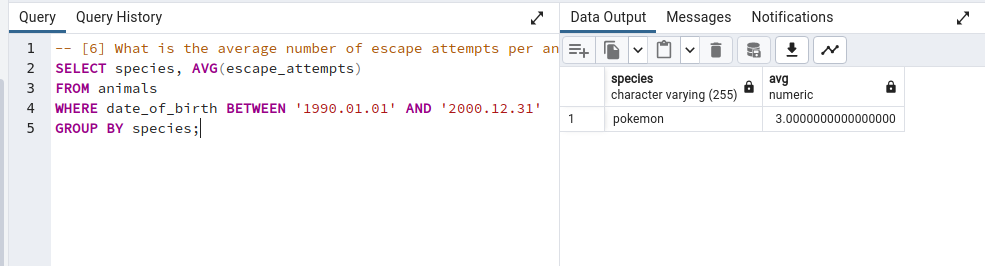 Query Query History
1 -- [6] What is the average number of escape attempts per an
2 SELECT species, AVG(escape_attempts)
3 FROM animals
4 WHERE date_of_birth BETWEEN '1990.01.01' AND '2000.12.31'
5 GROUP BY species;
Data Output Messages Notifications
species avg
character varying (255) numeric
1 pokemon 3.0000000000000000